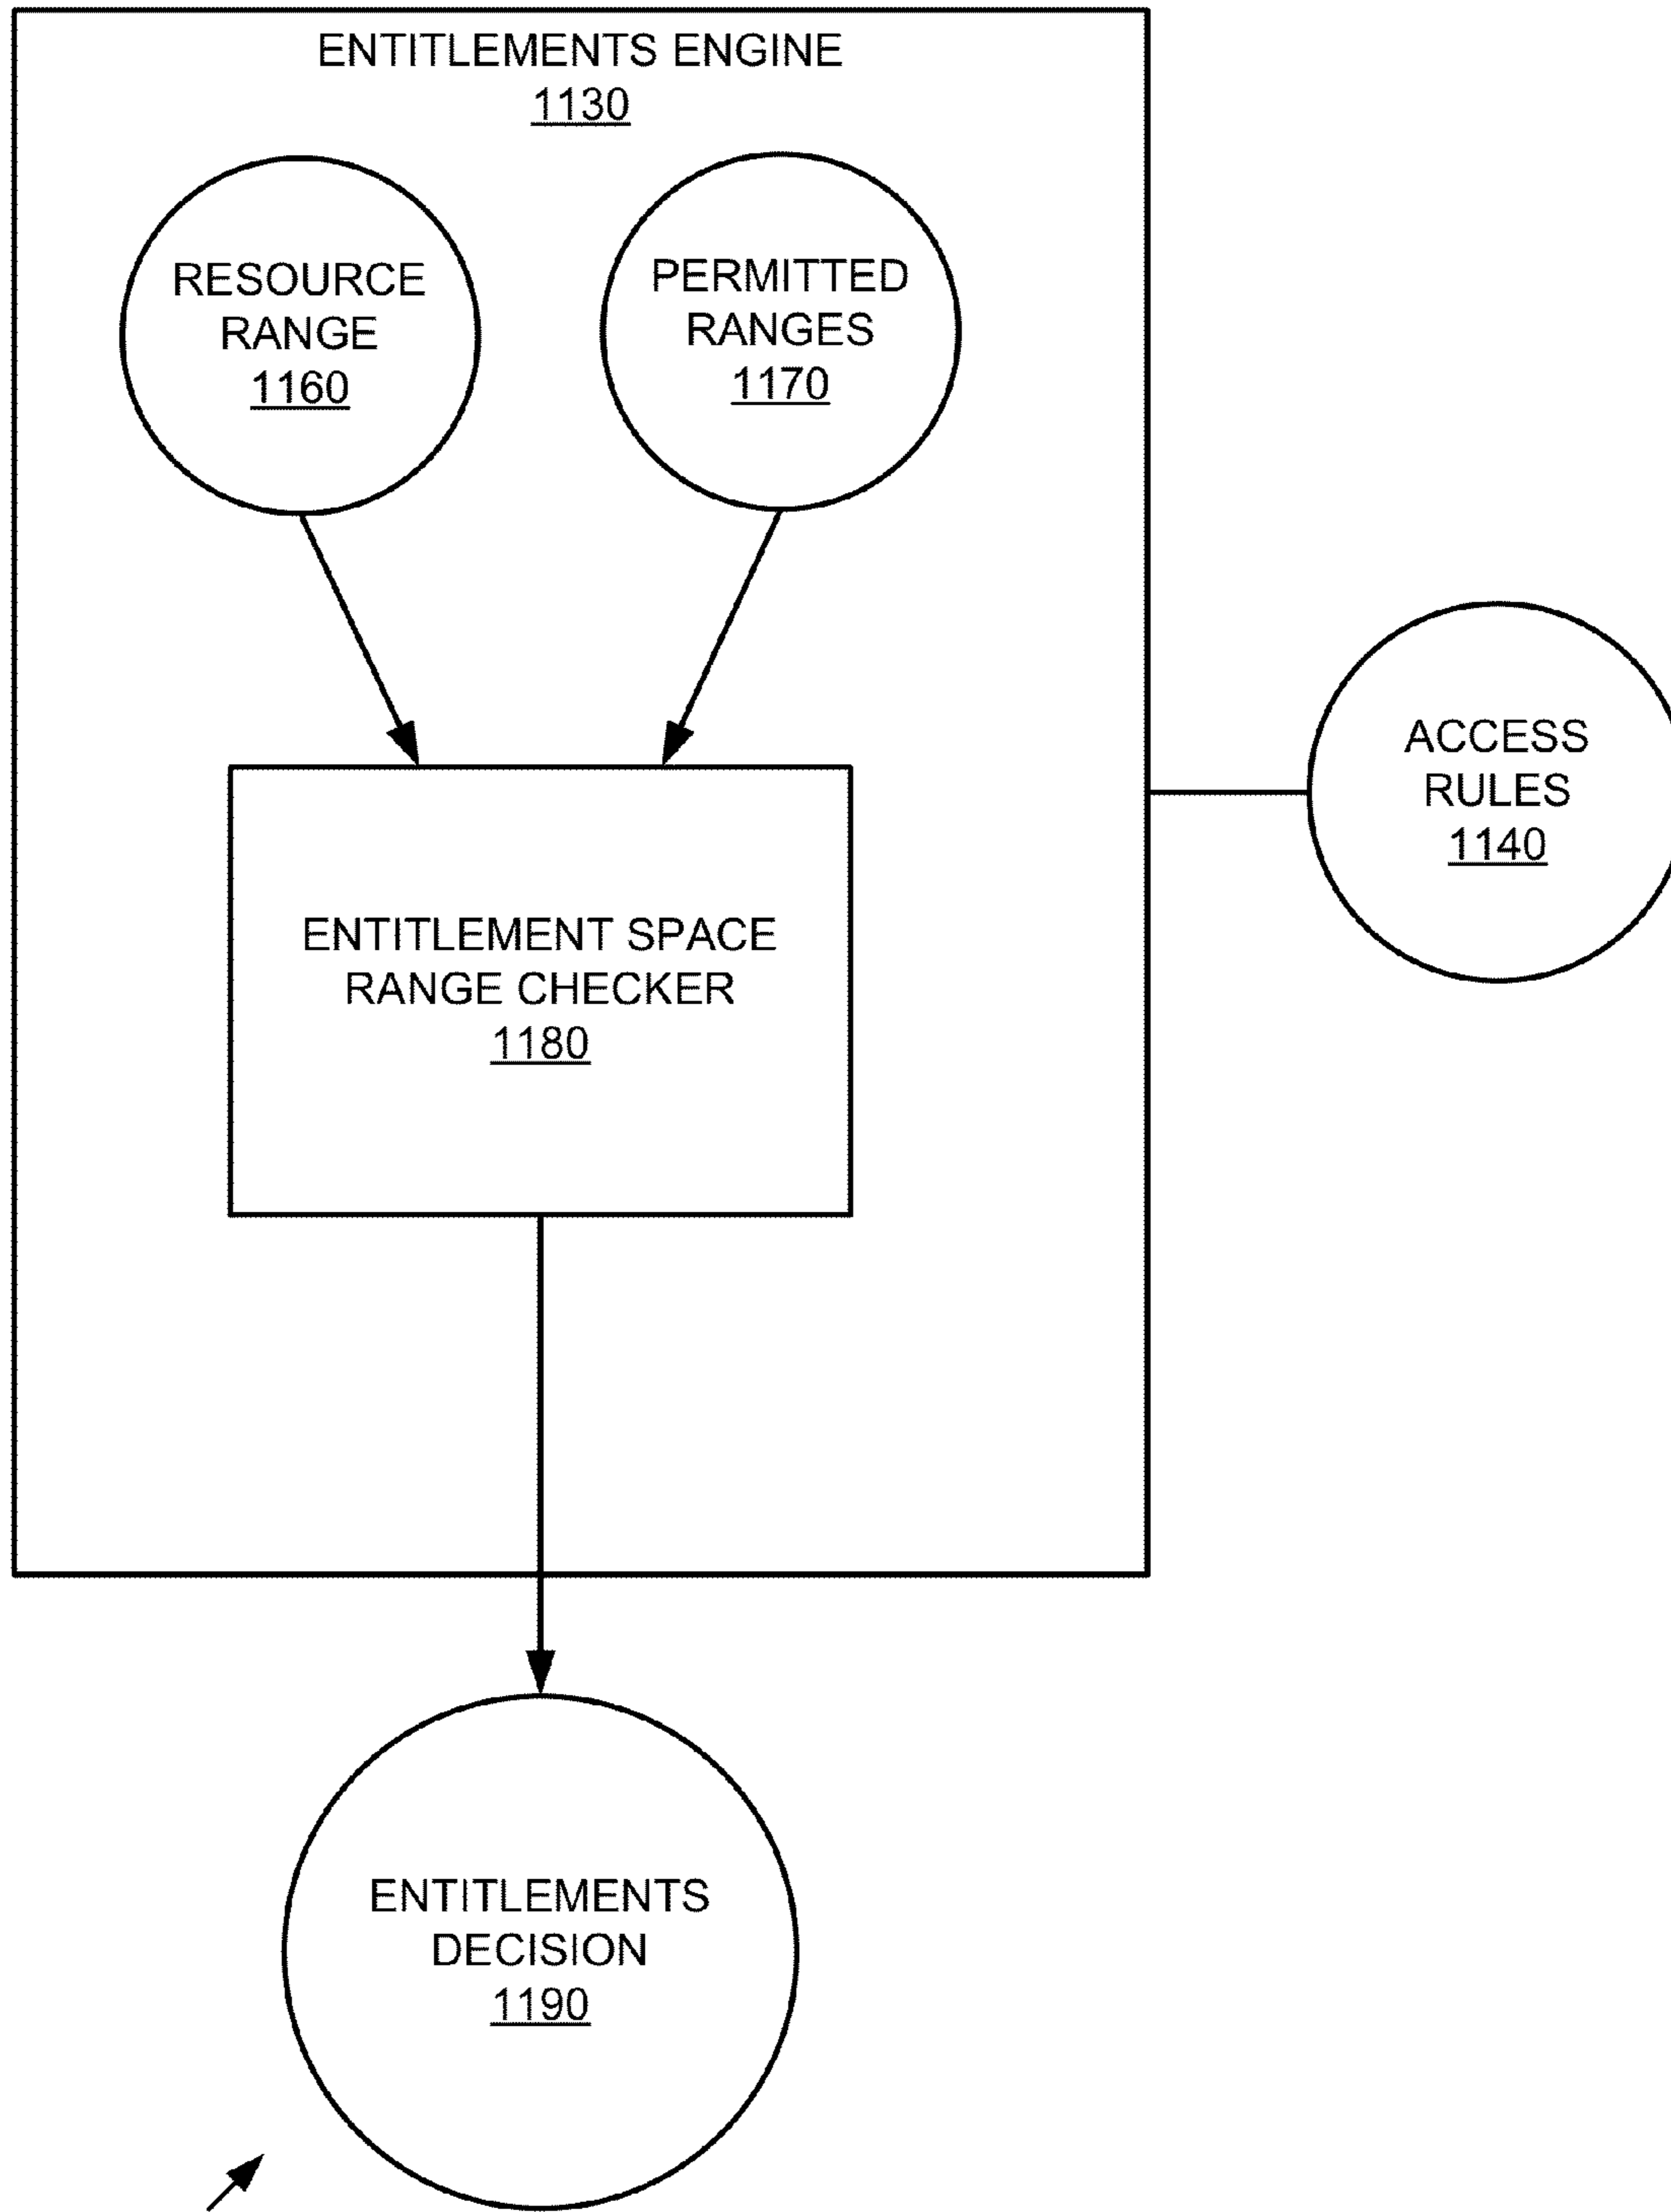 ENTITLEMENTS ENGINE
1130
RESOURCE
RANGE
1160
PERMITTED
RANGES
1170
ACCESS
RULES
1140
ENTITLEMENT SPACE
RANGE CHECKER
1180
ENTITLEMENTS
DECISION
1190